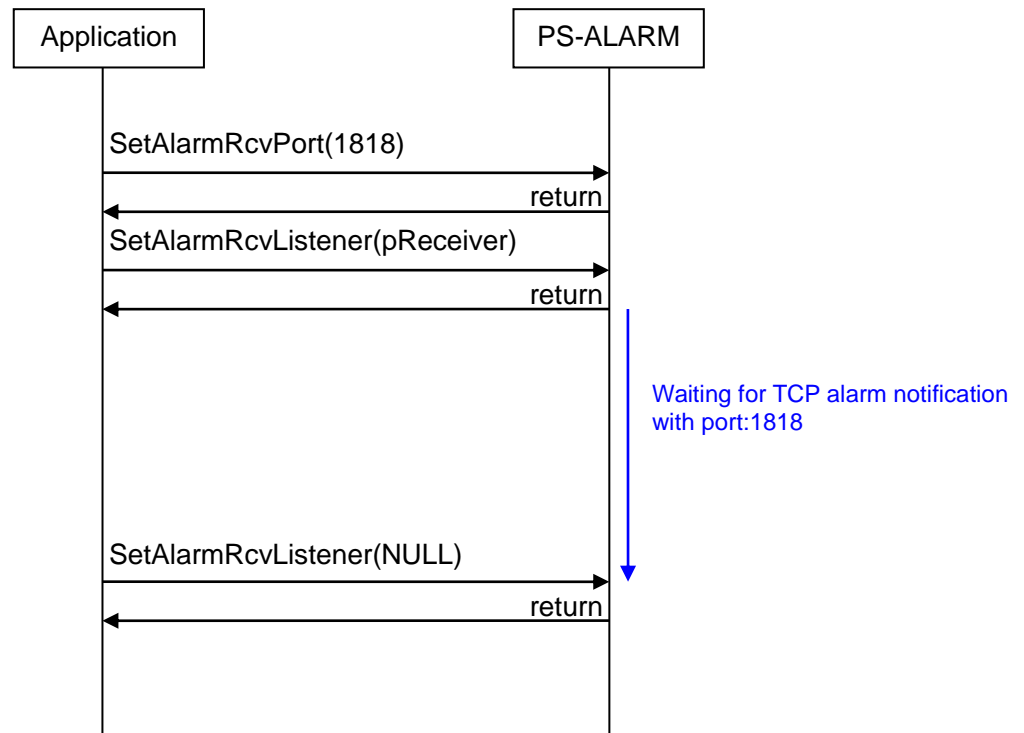 Application
PS-ALARM
SetAlarmRcvPort(1818)
return
SetAlarmRcvListener(pReceiver)
return
Waiting for TCP alarm notification
with port:1818
SetAlarmRcvListener(NULL)
return